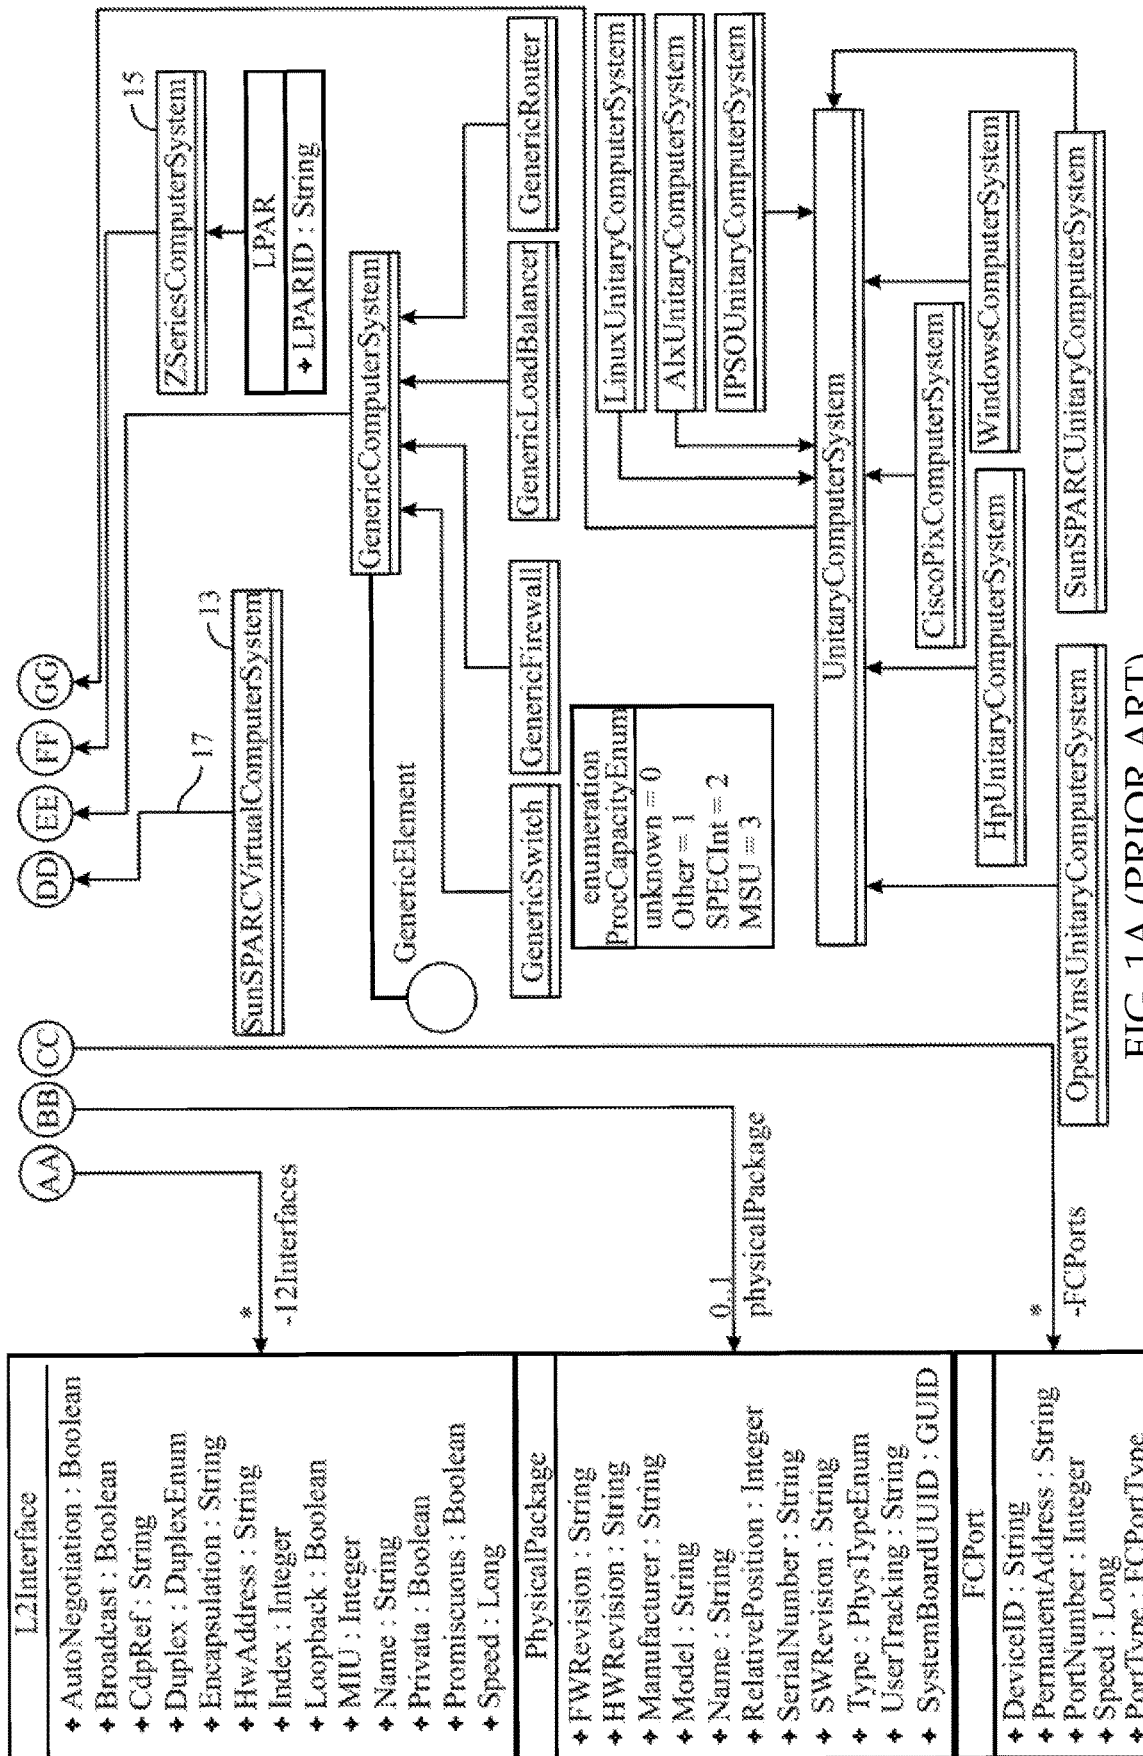 AA
BB
CC
DD
EE
FF
GG
17
13
15
L2Interface
✦ AutoNegotiation : Boolean
✦ Broadcast : Boolean
✦ CdpRef : String
✦ Duplex : DuplexEnum
✦ Encapsulation : String
✦ HwAddress : String
✦ Index : Integer
✦ Loopback : Boolean
✦ MIU : Integer
✦ Name : String
✦ Privata : Boolean
✦ Promiscuous : Boolean
✦ Speed : Long
*
-12Interfaces
PhysicalPackage
✦ FWRevision : String
✦ HWRevision : String
✦ Manufacturer : String
✦ Model : String
✦ Name : String
✦ RelativePosition : Integer
✦ SerialNumber : String
✦ SWRevision : String
✦ Type : PhysTypeEnum
✦ UserTracking : String
✦ SystemBoardUUID : GUID
0..1
physicalPackage
FCPort
✦ DeviceID : String
✦ PermanentAddress : String
✦ PortNumber : Integer
✦ Speed : Long
✦ PortType : FCPortType
*
-FCPorts
SunSPARCVirtualComputerSystem
ZSeriesComputerSystem
LPAR
✦ LPARID : String
GenericElement
GenericComputerSystem
GenericSwitch
GenericFirewall
GenericLoadBalancer
GenericRouter
enumeration
ProcCapacityEnum
unknown = 0
Other = 1
SPECInt = 2
MSU = 3
LinuxUnitaryComputerSystem
AlxUnitaryComputerSystem
IPSOUnitaryComputerSystem
UnitaryComputerSystem
CiscoPixComputerSystem
HpUnitaryComputerSystem
WindowsComputerSystem
OpenVmsUnitaryComputerSystem
SunSPARCUnitaryComputerSystem
FIG. 1A (PRIOR ART)